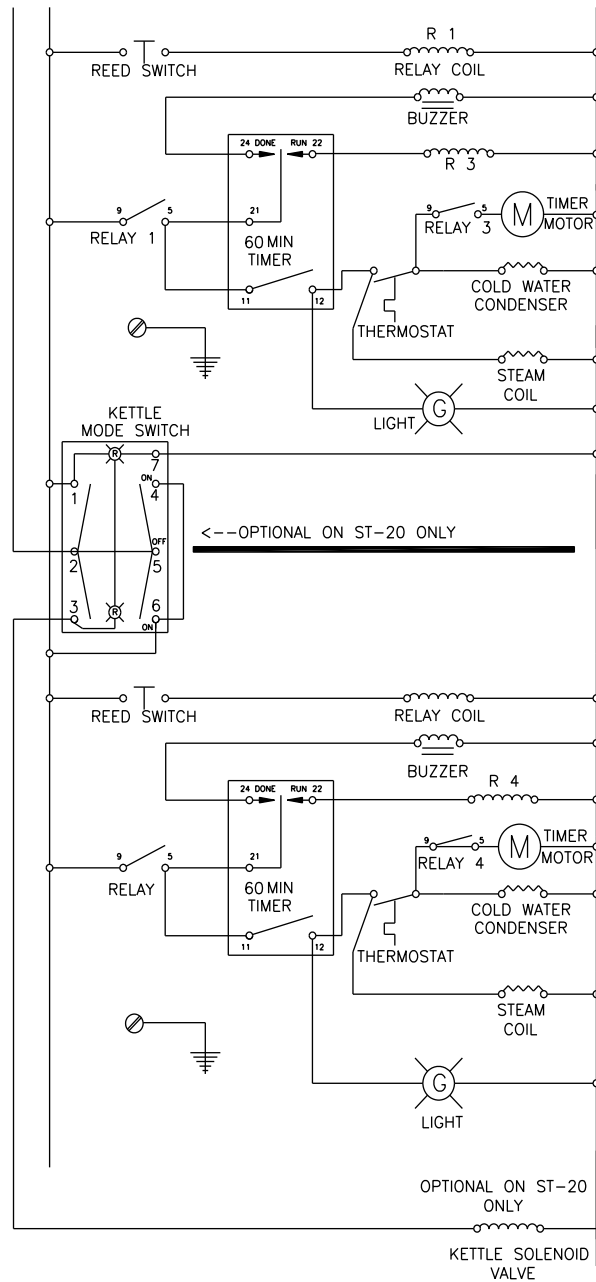 R 1
REED SWITCH
RELAY COIL
BUZZER
24 DONE
RUN 22
R 3
9
5
21
RELAY 1
60 MIN
TIMER
9
5
RELAY 3
M
TIMER
MOTOR
COLD WATER
CONDENSER
11
12
THERMOSTAT
STEAM
COIL
LIGHT
G
KETTLE
MODE SWITCH
R
7
1
ON
4
<--OPTIONAL ON ST-20 ONLY
OFF
2
5
3
R
6
ON
REED SWITCH
RELAY COIL
BUZZER
24 DONE
RUN 22
R 4
9
5
21
RELAY
60 MIN
TIMER
9
5
RELAY 4
M
TIMER
MOTOR
COLD WATER
CONDENSER
11
12
THERMOSTAT
STEAM
COIL
G
LIGHT
OPTIONAL ON ST-20
ONLY
KETTLE SOLENOID
VALVE